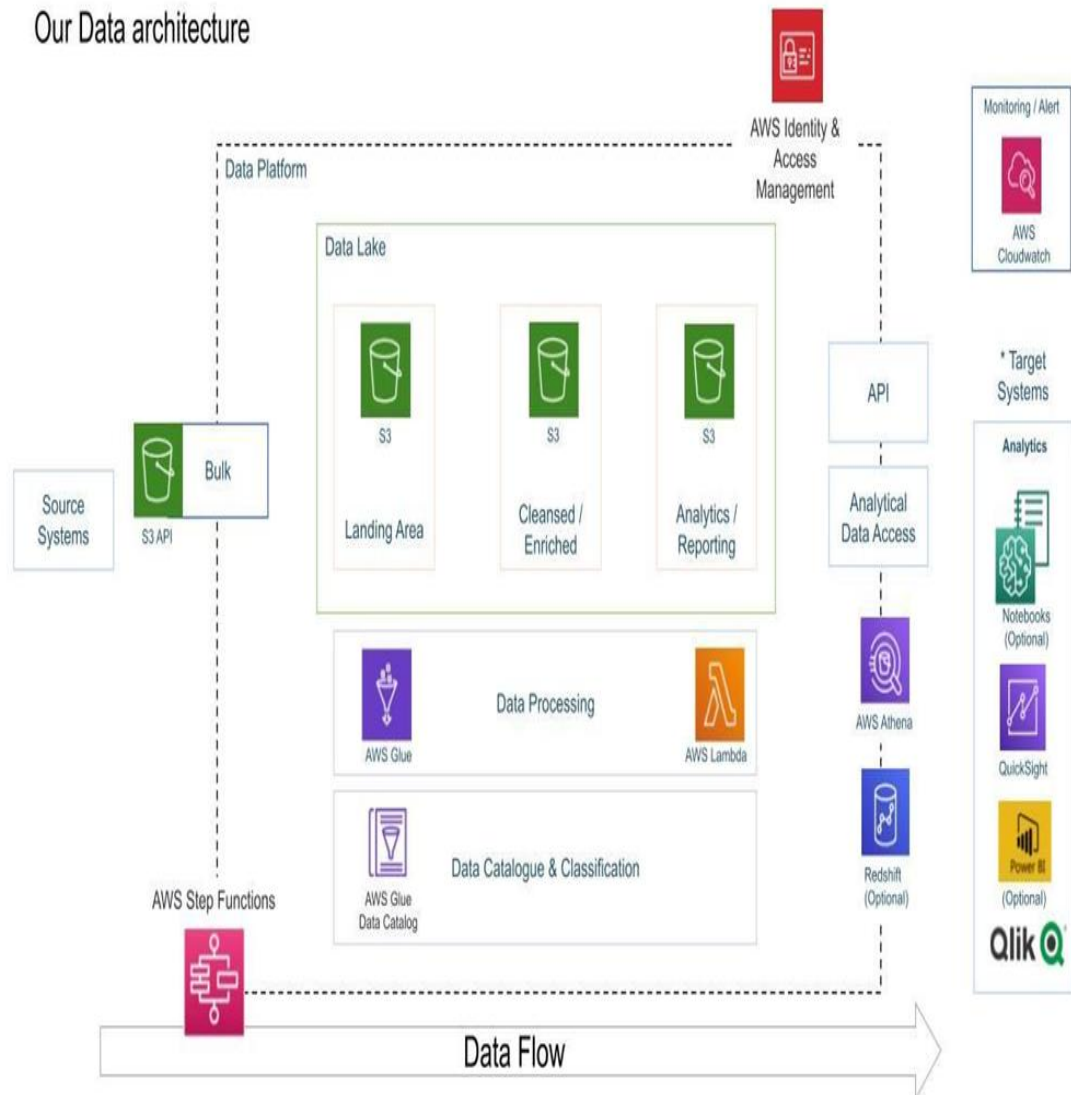 Our Data architecture
AWS Identity &
Access
Management
Monitoring / Alert
AWS
Cloudwatch
Data Platform
Data Lake
S3
Landing Area
S3
Cleansed /
Enriched
S3
Analytics /
Reporting
Source
Systems
S3 API
Bulk
API
Analytical
Data Access
* Target
Systems
Analytics
Notebooks
(Optional)
QuickSight
Power BI
(Optional)
Qlik
AWS Glue
Data Processing
AWS Lambda
AWS Athena
AWS Glue
Data Catalog
Data Catalogue & Classification
Redshift
(Optional)
AWS Step Functions
Data Flow